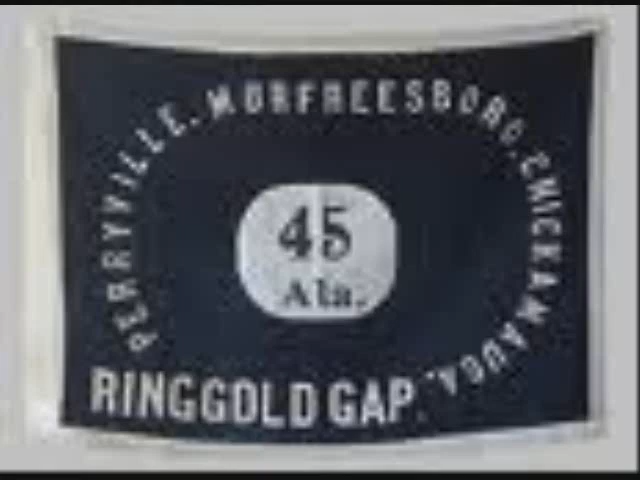 PERRYVILLE. MURFREESBORO. CHICKAMAUGA.
45
Ala.
RINGGOLD GAP.